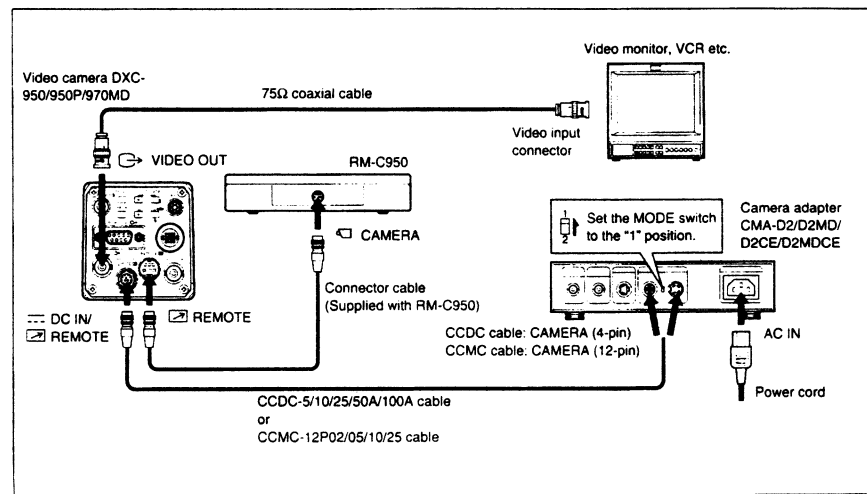 Video camera DXC-
950/950P/970MD
75Ω coaxial cable
Video monitor, VCR etc.
Video input
connector
VIDEO OUT
RM-C950
CAMERA
Connector cable
(Supplied with RM-C950)
1
2
Set the MODE switch
to the "1" position.
Camera adapter
CMA-D2/D2MD/
D2CE/D2MDCE
DC IN/
REMOTE
REMOTE
CCDC cable: CAMERA (4-pin)
CCMC cable: CAMERA (12-pin)
AC IN
Power cord
CCDC-5/10/25/50A/100A cable
or
CCMC-12P02/05/10/25 cable